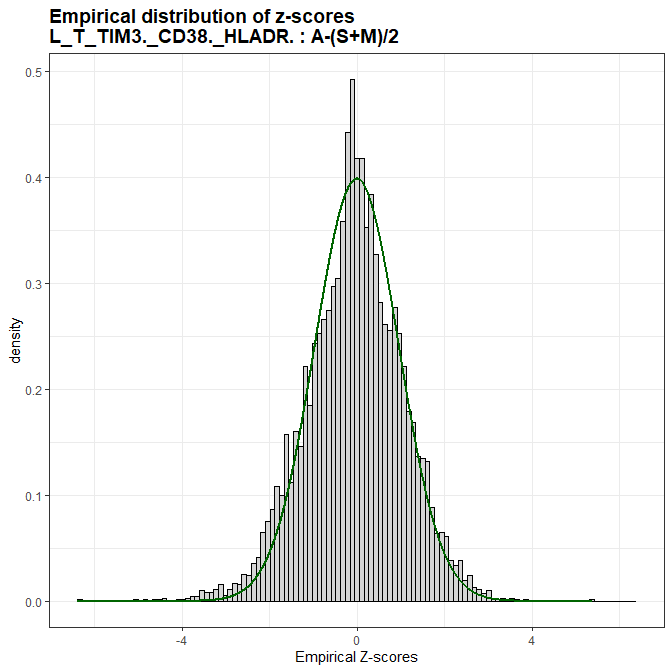 Empirical distribution of z-scores
L_T_TIM3._CD38._HLADR. : A-(S+M)/2
0.5
0.4
0.3
0.2
0.1
0.0
density
-4
0
4
Empirical Z-scores